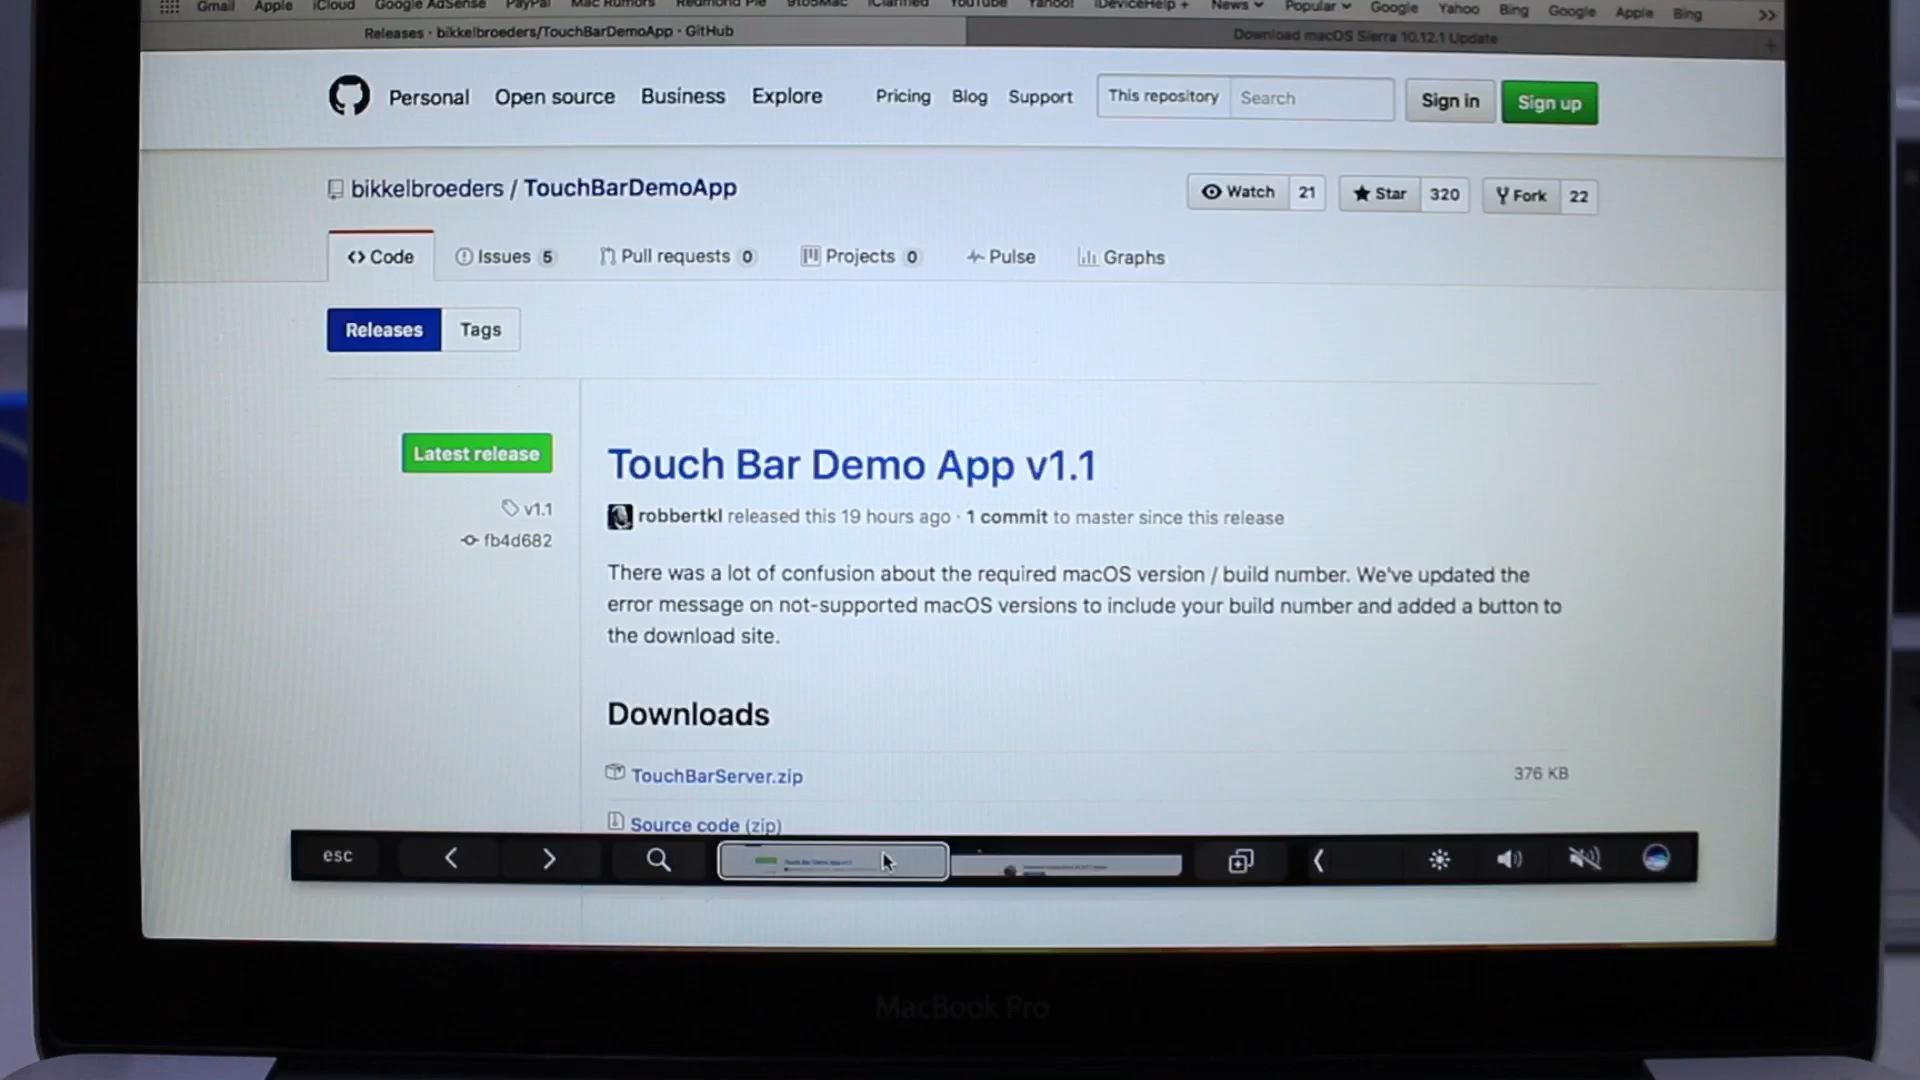 Gmail Apple iCloud Google AdSense PayPal Mac Rumors Redmond Pie 9to5Mac iClarified YouTube Yahoo! iDeviceHelp + News Popular Google Yahoo Bing Google Apple Bing >>
Releases · bikkelbroeders/TouchBarDemoApp · GitHub
Download macOS Sierra 10.12.1 Update
Personal Open source Business Explore Pricing Blog Support This repository Search Sign in Sign up
bikkelbroeders / TouchBarDemoApp
Watch 21 Star 320 Fork 22
Code Issues 5 Pull requests 0 Projects 0 Pulse Graphs
Releases Tags
Latest release
v1.1
fb4d682
Touch Bar Demo App v1.1
robbertkl released this 19 hours ago · 1 commit to master since this release
There was a lot of confusion about the required macOS version / build number. We've updated the
error message on not-supported macOS versions to include your build number and added a button to
the download site.
Downloads
TouchBarServer.zip 376 KB
Source code (zip)
esc
MacBook Pro